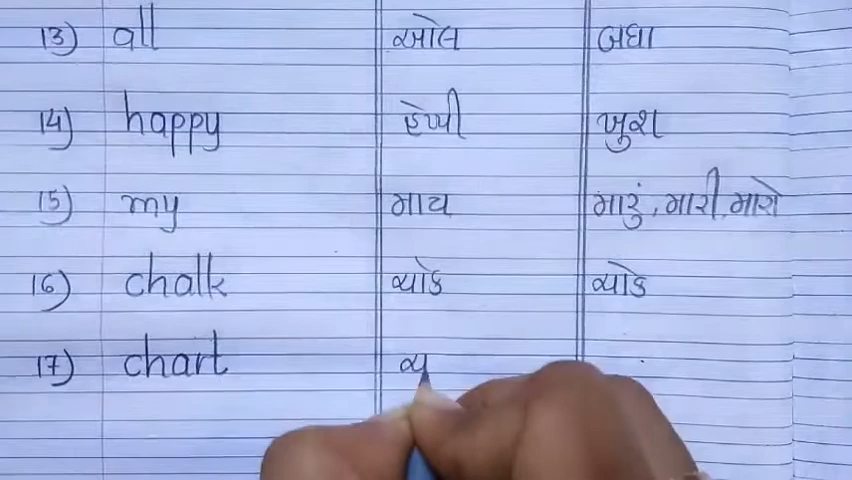 13) all ઓલ બધા
14) happy હેપ્પી ખુશ
15) my માય મારું, મારી, મારો
16) chalk ચોક ચોક
17) chart ચ